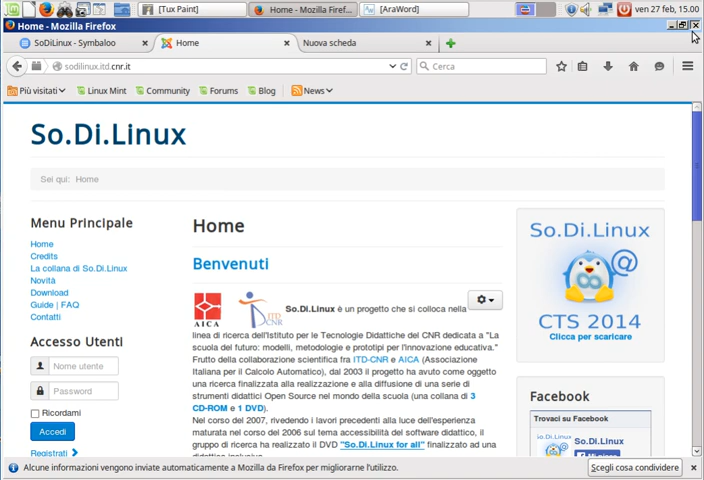 [Tux Paint]
Home - Mozilla Firef...
[AraWord]
ven 27 feb, 15.00
Home - Mozilla Firefox
SoDiLinux - Symbaloo
Home
Nuova scheda
sodilinux.itd.cnr.it
Cerca
Più visitati
Linux Mint
Community
Forums
Blog
News
So.Di.Linux
Sei qui: Home
Menu Principale
Home
Credits
La collana di So.Di.Linux
Novità
Download
Guide | FAQ
Contatti
Accesso Utenti
Nome utente
Password
Ricordami
Accedi
Registrati
Home
Benvenuti
AICA
ITD
CNR
So.Di.Linux è un progetto che si colloca nella
linea di ricerca dell'Istituto per le Tecnologie Didattiche del CNR dedicata a "La
scuola del futuro: modelli, metodologie e prototipi per l'innovazione educativa."
Frutto della collaborazione scientifica fra ITD-CNR e AICA (Associazione
Italiana per il Calcolo Automatico), dal 2003 il progetto ha avuto come oggetto
una ricerca finalizzata alla realizzazione e alla diffusione di una serie di
strumenti didattici Open Source nel mondo della scuola (una collana di 3
CD-ROM e 1 DVD).
Nel corso del 2007, rivedendo i lavori precedenti alla luce dell'esperienza
maturata nel corso del 2006 sul tema accessibilità del software didattico, il
gruppo di ricerca ha realizzato il DVD "So.Di.Linux for all" finalizzato ad una
didattica inclusiva
So.Di.Linux
@
CTS 2014
Clicca per scaricare
Facebook
Trovaci su Facebook
So.Di.Linux
So.Di.Linux
Mi piace
Alcune informazioni vengono inviate automaticamente a Mozilla da Firefox per migliorarne l'utilizzo.
Scegli cosa condividere